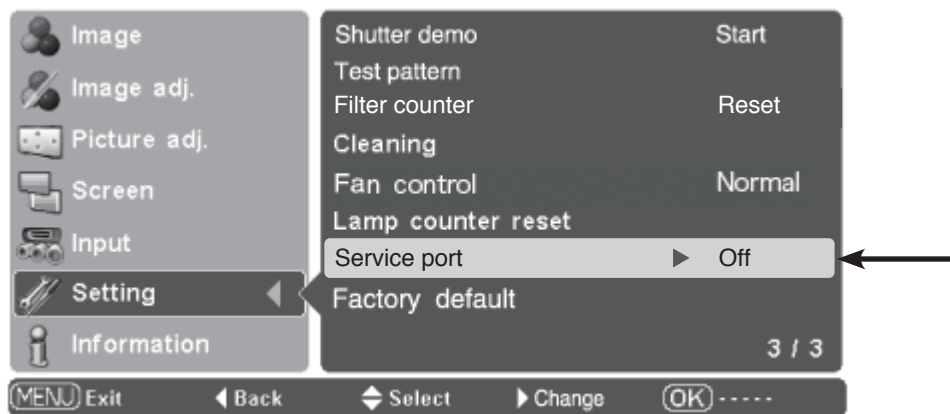 Image
Image adj.
Picture adj.
Screen
Input
Setting
Information
Shutter demo Start
Test pattern
Filter counter Reset
Cleaning
Fan control Normal
Lamp counter reset
Service port Off
Factory default
3 / 3
MENU Exit Back Select Change OK -----